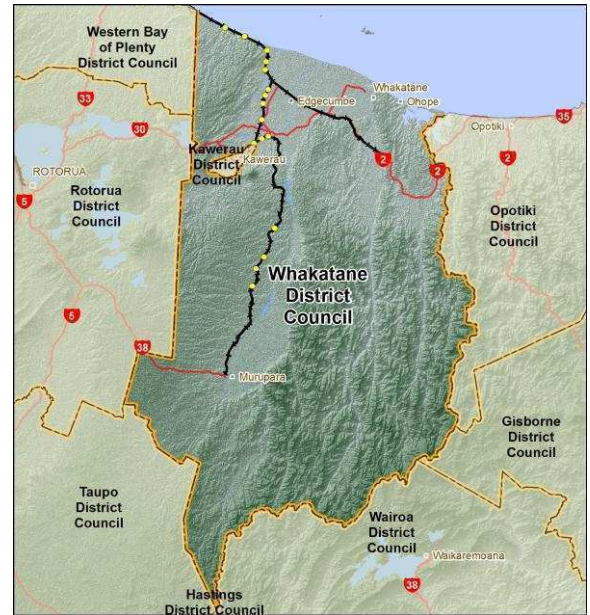 Western Bay
of Plenty
District Council
33
30
ROTORUA
5
Rotorua
District
Council
5
38
Kawerau
District
Council
Kawerau
Edgecumbe
Whakatane
Ohope
Opotiki
35
2
2
2
Opotiki
District
Council
Whakatane
District
Council
Murupara
Gisborne
District
Council
Taupo
District
Council
Wairoa
District
Council
Waikaremoana
38
Hastings
District Council